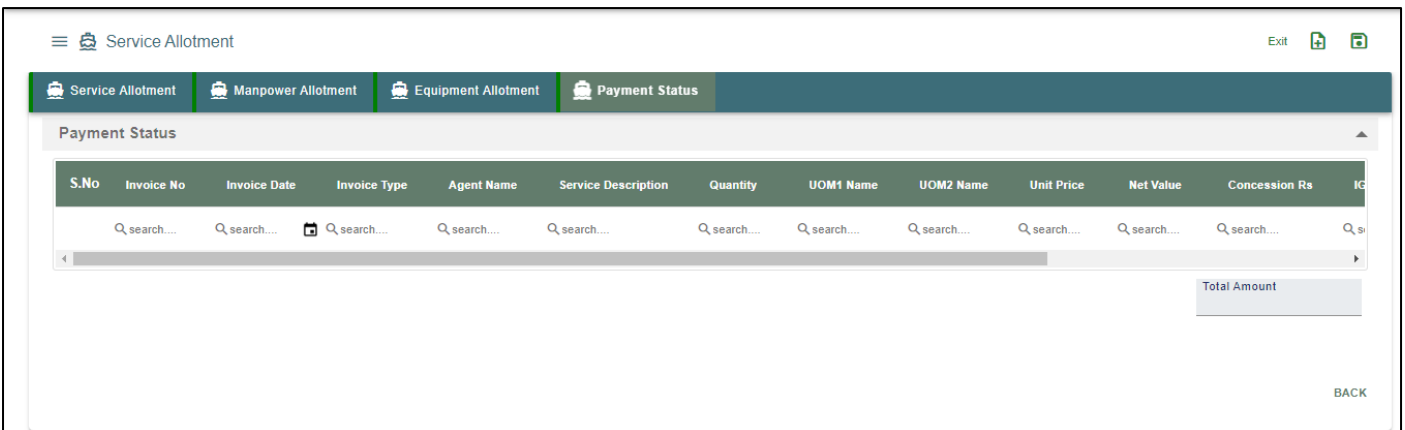 Service Allotment
Exit
Service Allotment Manpower Allotment Equipment Allotment Payment Status
Payment Status
S.No Invoice No Invoice Date Invoice Type Agent Name Service Description Quantity UOM1 Name UOM2 Name Unit Price Net Value Concession Rs IG
search.... search.... search.... search.... search.... search.... search.... search.... search.... search.... search.... s
Total Amount
BACK